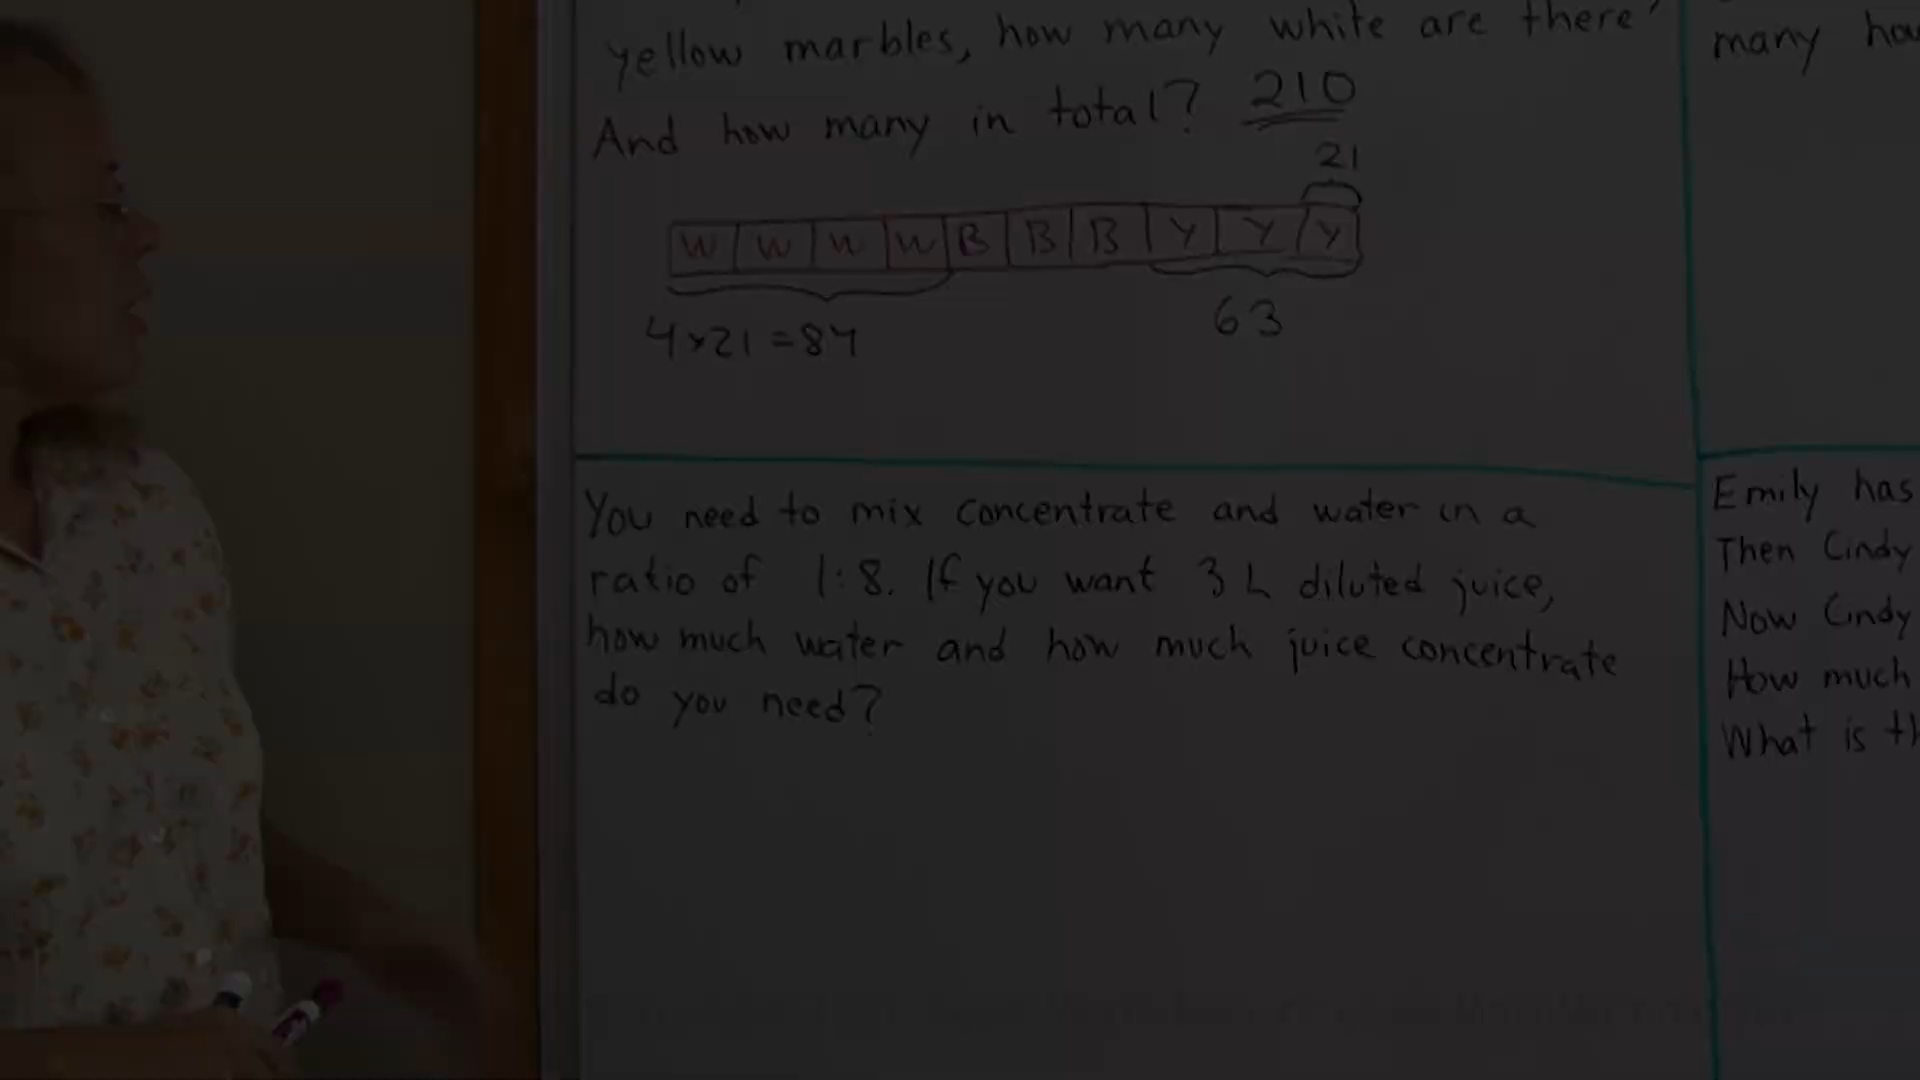 yellow marbles, how many white are there?
And how many in total? 210
21
W W W W B B B Y Y Y
4×21=84
63
You need to mix concentrate and water in a
ratio of 1:8. If you want 3 L diluted juice,
how much water and how much juice concentrate
do you need?
many
Emily has
Then Cindy
Now Cindy
How much
What is